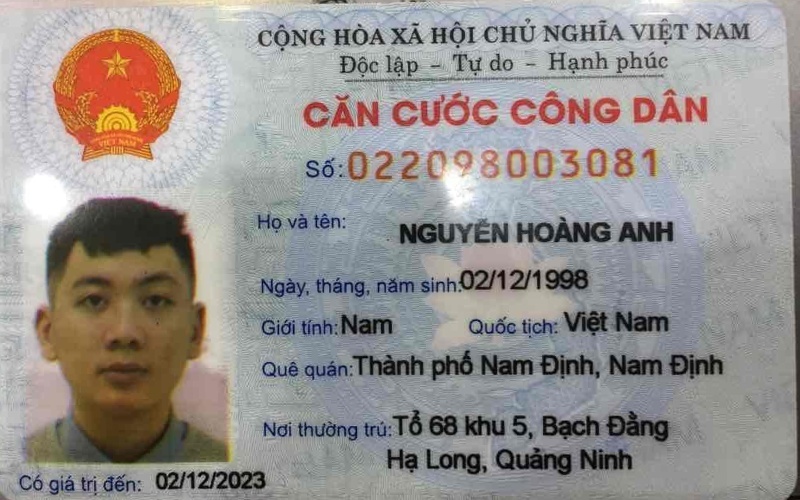 CỘNG HÒA XÃ HỘI CHỦ NGHĨA VIỆT NAM
Độc lập - Tự do - Hạnh phúc
CĂN CƯỚC CÔNG DÂN
Số: 022098003081
Họ và tên: NGUYỄN HOÀNG ANH
Ngày, tháng, năm sinh: 02/12/1998
Giới tính: Nam Quốc tịch: Việt Nam
Quê quán: Thành phố Nam Định, Nam Định
Nơi thường trú: Tổ 68 khu 5, Bạch Đằng
Hạ Long, Quảng Ninh
Có giá trị đến: 02/12/2023
VIỆT NAM